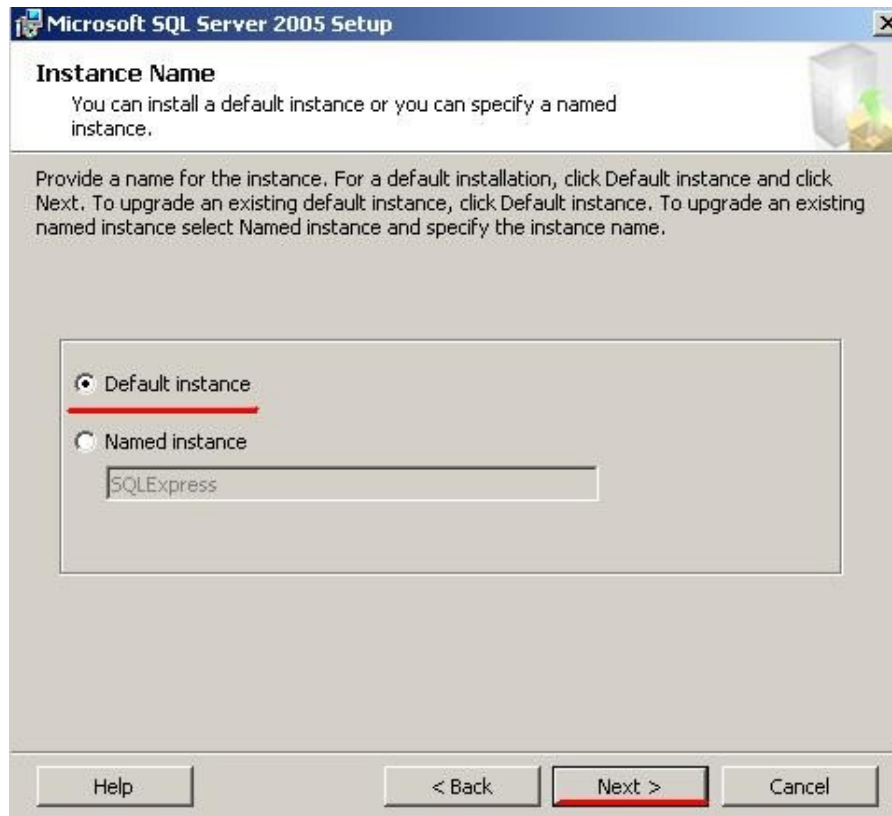 Microsoft SQL Server 2005 Setup
Instance Name
You can install a default instance or you can specify a named
instance.
Provide a name for the instance. For a default installation, click Default instance and click
Next. To upgrade an existing default instance, click Default instance. To upgrade an existing
named instance select Named instance and specify the instance name.
Default instance
Named instance
SQLExpress
Help
< Back
Next >
Cancel